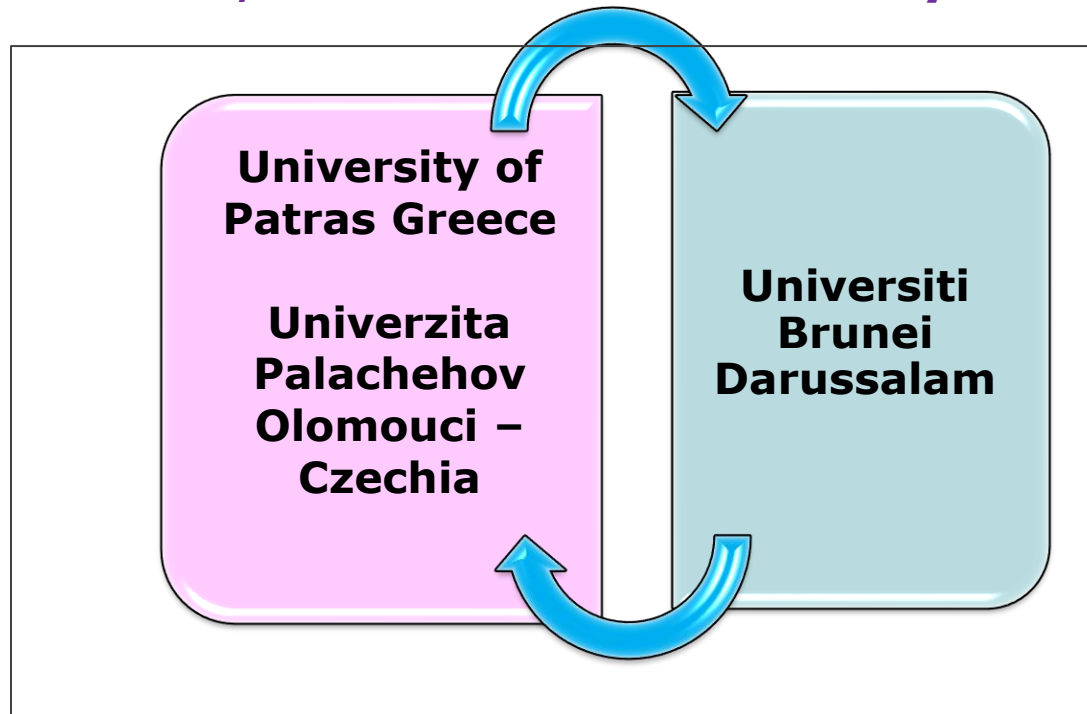 University of
Patras Greece
Univerzita
Palachehov
Olomouci –
Czechia
Universiti
Brunei
Darussalam